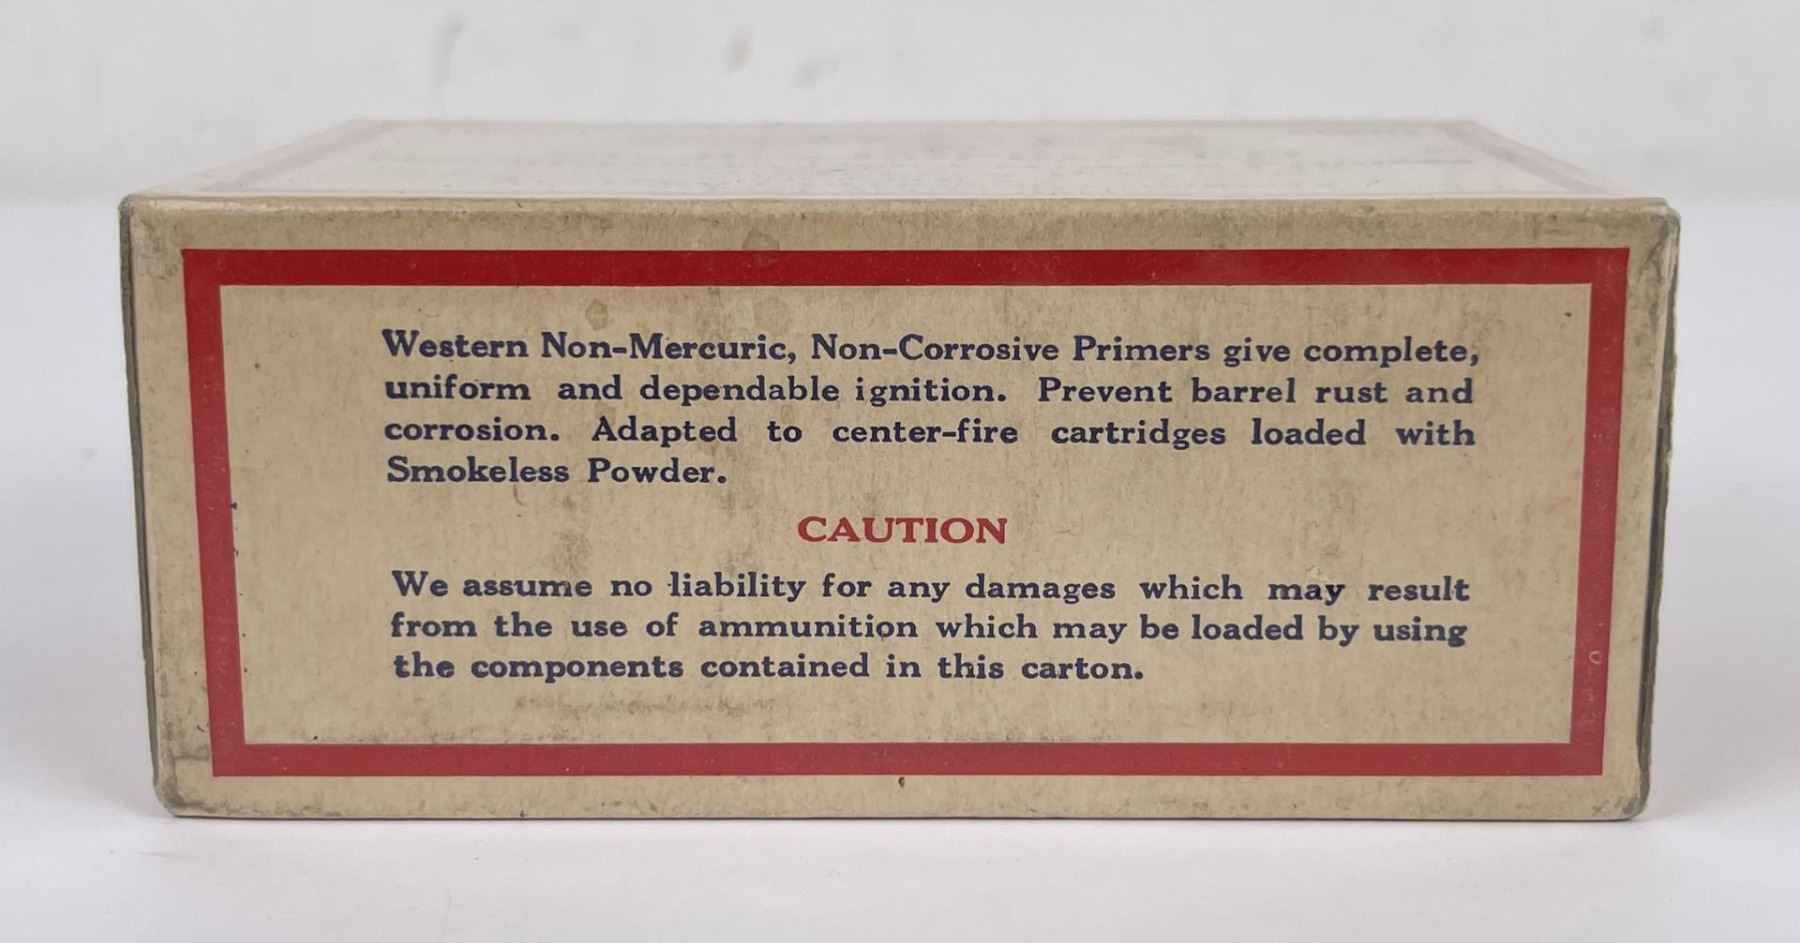 Western Non-Mercuric, Non-Corrosive Primers give complete,
uniform and dependable ignition. Prevent barrel rust and
corrosion. Adapted to center-fire cartridges loaded with
Smokeless Powder.
CAUTION
We assume no liability for any damages which may result
from the use of ammunition which may be loaded by using
the components contained in this carton.